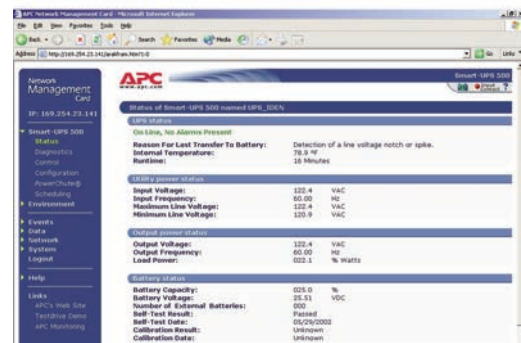 APC Network Management Card - Microsoft Internet Explorer
File Edit View Favorites Tools Help
Back Search Favorites Media
Address Links
Network
Management
Card
IP: 169.254.23.141
APC
www.apc.com
Smart-UPS 500
Help
Smart-UPS 500
Status
Diagnostics
Control
Configuration
PowerChute®
Scheduling
Environment
Events
Data
Network
System
Logout
Help
Links
APC's Web Site
Testdrive Demo
APC Monitoring
Status of Smart-UPS 500 named UPS_IDEN
UPS status
On Line, No Alarms Present
Reason For Last Transfer To Battery: Detection of a line voltage notch or spike.
Internal Temperature: 78.9 °F
Runtime: 16 Minutes
Utility power status
Input Voltage: 122.4 VAC
Input Frequency: 60.00 Hz
Maximum Line Voltage: 122.4 VAC
Minimum Line Voltage: 120.9 VAC
Output power status
Output Voltage: 122.4 VAC
Output Frequency: 60.00 Hz
Load Power: 022.1 % Watts
Battery status
Battery Capacity: 025.0 %
Battery Voltage: 25.51 VDC
Number of External Batteries: 000
Self-Test Result: Passed
Self-Test Date: 05/29/2002
Calibration Result: Unknown
Calibration Date: Unknown